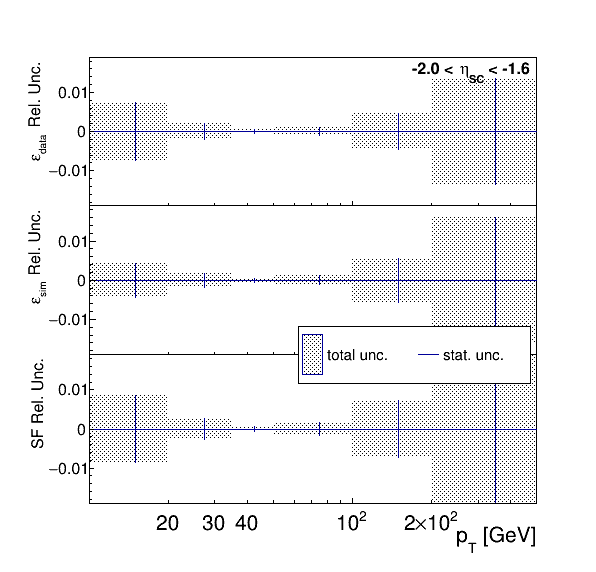 -2.0 < η_SC < -1.6
ε_data Rel. Unc.
0.01
0
−0.01
ε_sim Rel. Unc.
0.01
0
−0.01
total unc.
stat. unc.
SF Rel. Unc.
0.01
0
−0.01
20 30 40 10² 2×10²
p_T [GeV]